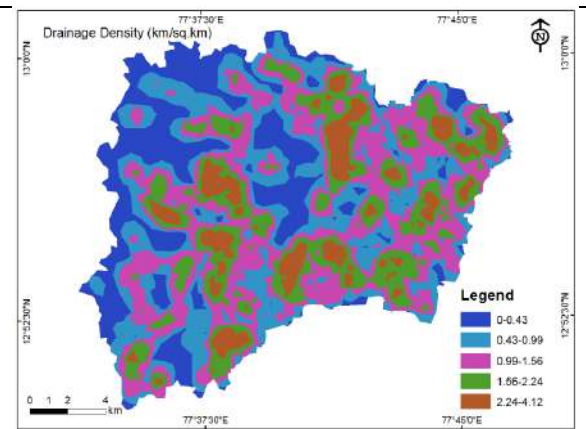 77°37'30"E 77°45'0"E
Drainage Density (km/sq.km)
N
13°0'0"N 13°0'0"N
Legend
0-0.43
0.43-0.99
0.99-1.56
1.56-2.24
2.24-4.12
12°52'30"N 12°52'30"N
0 1 2 4
km
77°37'30"E 77°45'0"E